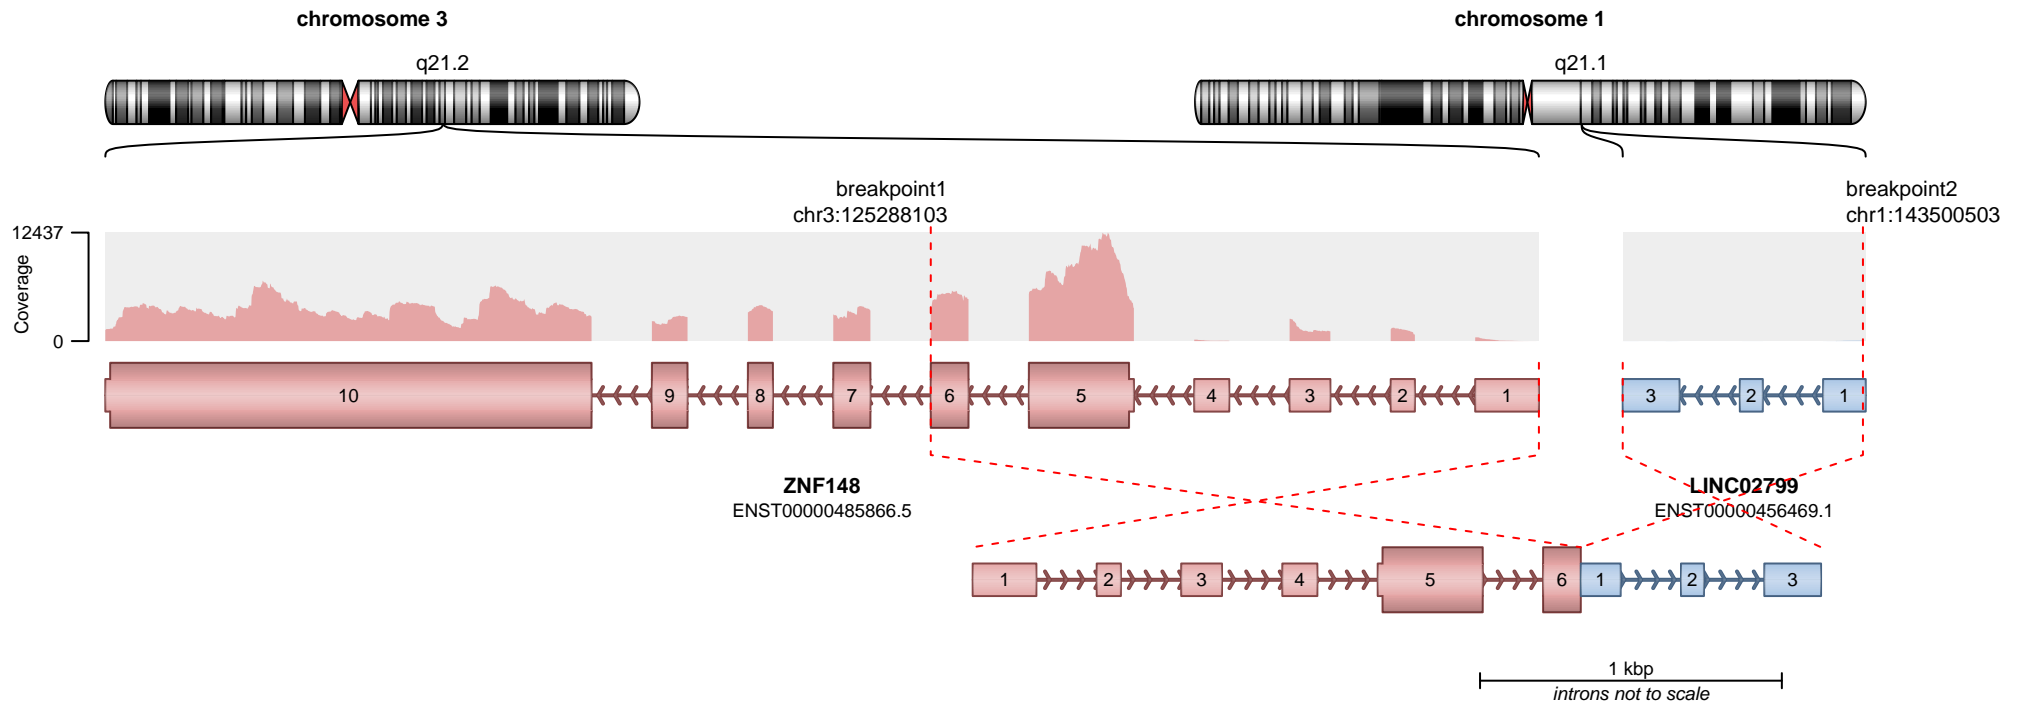 chromosome 3
chromosome 1
q21.2
q21.1
breakpoint1
chr3:125288103
breakpoint2
chr1:143500503
12437
Coverage
0
10 9 8 7 6 5 4 3 2 1
3 2 1
ZNF148
ENST00000485866.5
LINC02799
ENST00000456469.1
1 2 3 4 5 6 1 2 3
1 kbp
introns not to scale